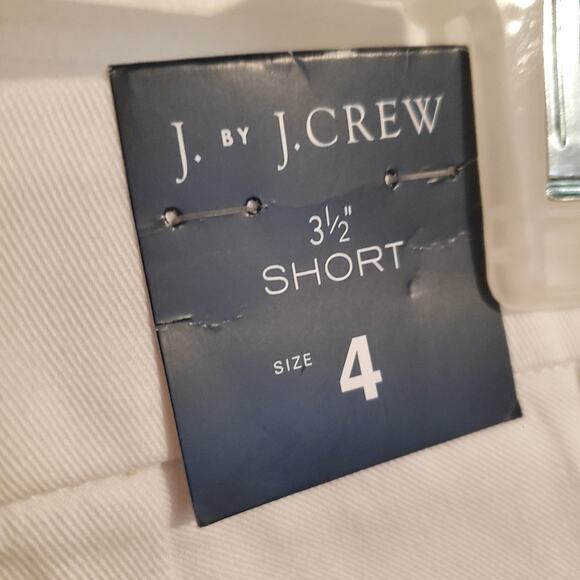 J. BY J.CREW
3½"
SHORT
SIZE 4